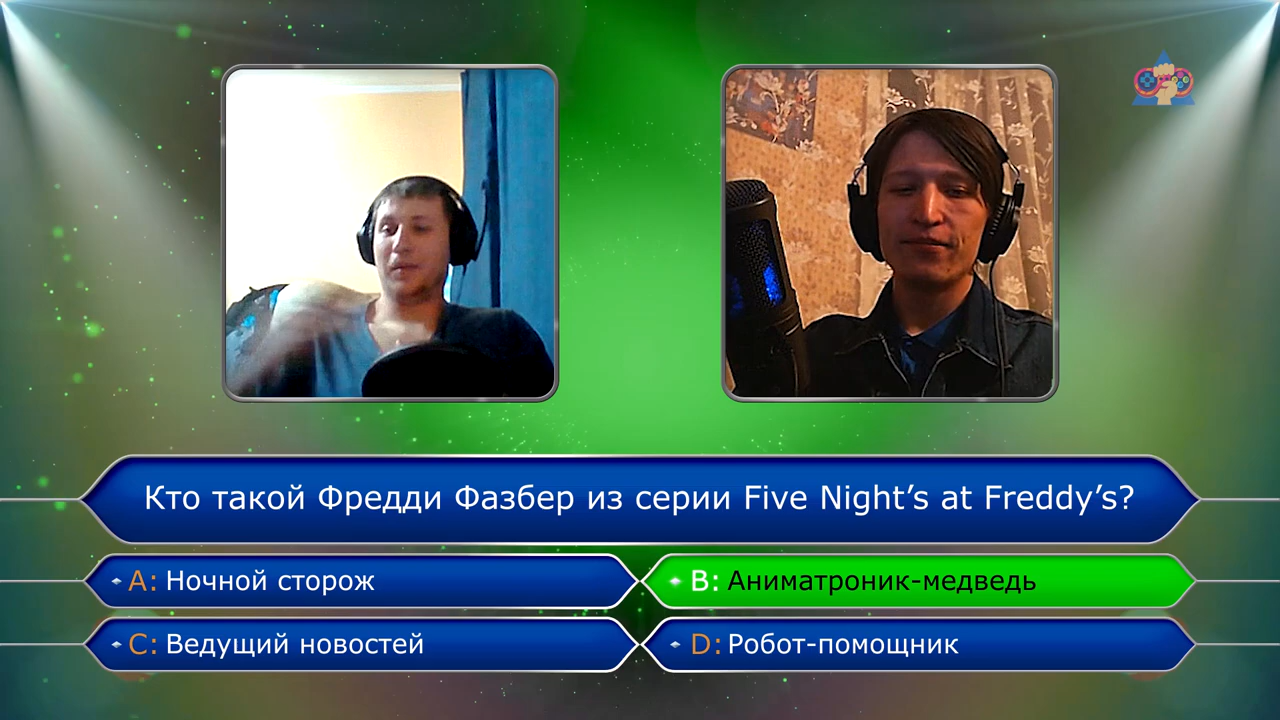 Кто такой Фредди Фазбер из серии Five Night’s at Freddy’s?
A: Ночной сторож
B: Аниматроник-медведь
C: Ведущий новостей
D: Робот-помощник